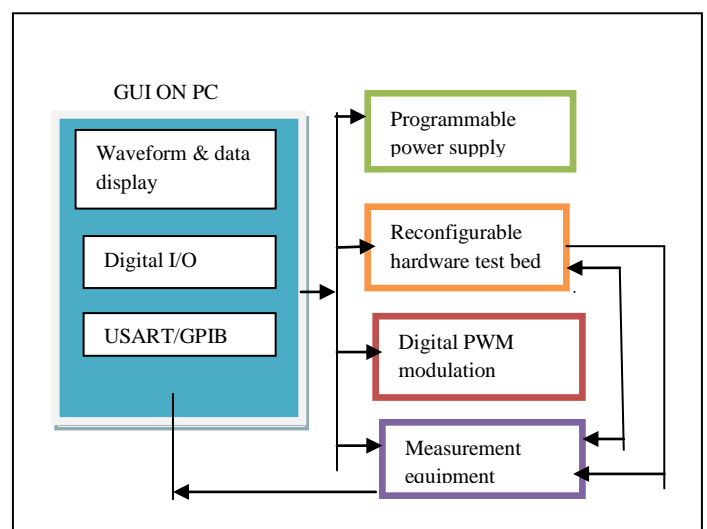 GUI ON PC
Waveform & data
display
Digital I/O
USART/GPIB
Programmable
power supply
Reconfigurable
hardware test bed
.
Digital PWM
modulation
Measurement
equipment